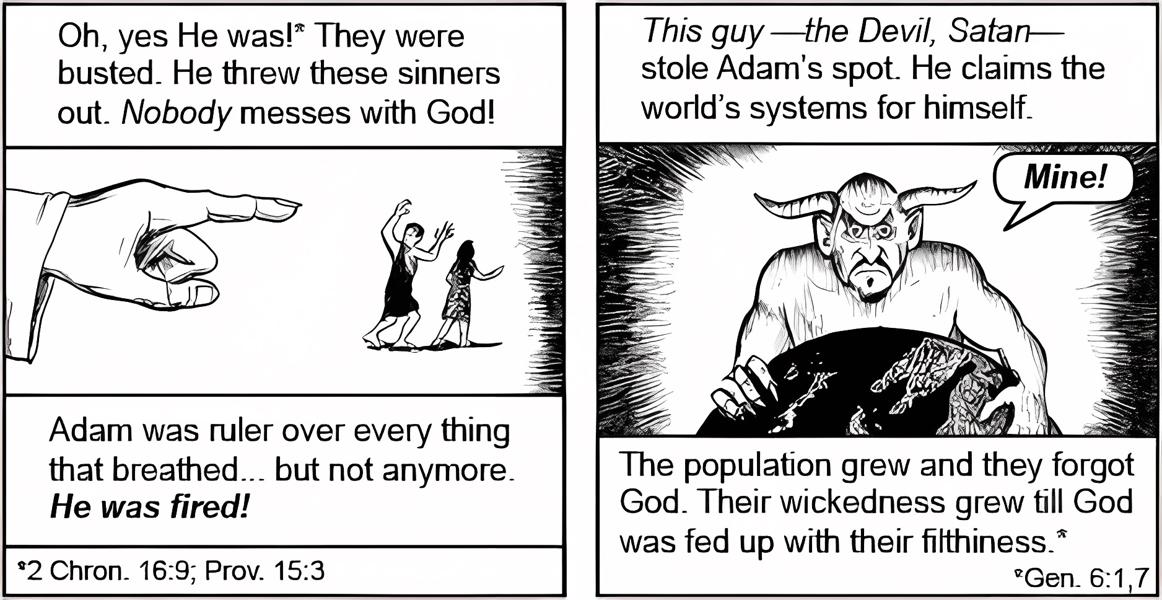 Oh, yes He was!* They were
busted. He threw these sinners
out. Nobody messes with God!
Adam was ruler over every thing
that breathed... but not anymore.
He was fired!
*2 Chron. 16:9; Prov. 15:3
This guy —the Devil, Satan—
stole Adam's spot. He claims the
world's systems for himself.
Mine!
The population grew and they forgot
God. Their wickedness grew till God
was fed up with their filthiness.*
*Gen. 6:1,7